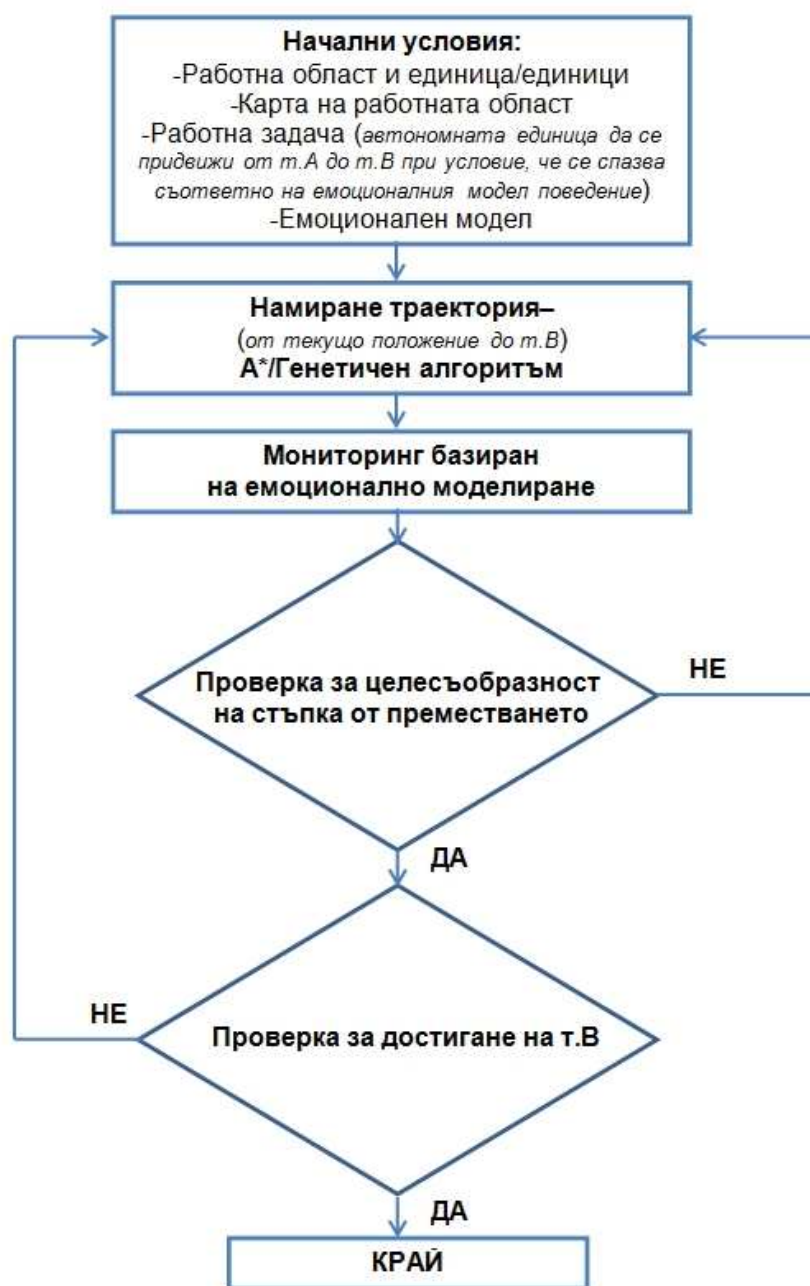 Начални условия:
-Работна област и единица/единици
-Карта на работната област
-Работна задача (автономната единица да се
придвижи от т.А до т.В при условие, че се спазва
съответно на емоционалния модел поведение)
-Емоционален модел
Намиране траектория–
(от текущо положение до т.В)
А*/Генетичен алгоритъм
Мониторинг базиран
на емоционално моделиране
Проверка за целесъобразност
на стъпка от преместването
НЕ
ДА
НЕ
Проверка за достигане на т.В
ДА
КРАЙ